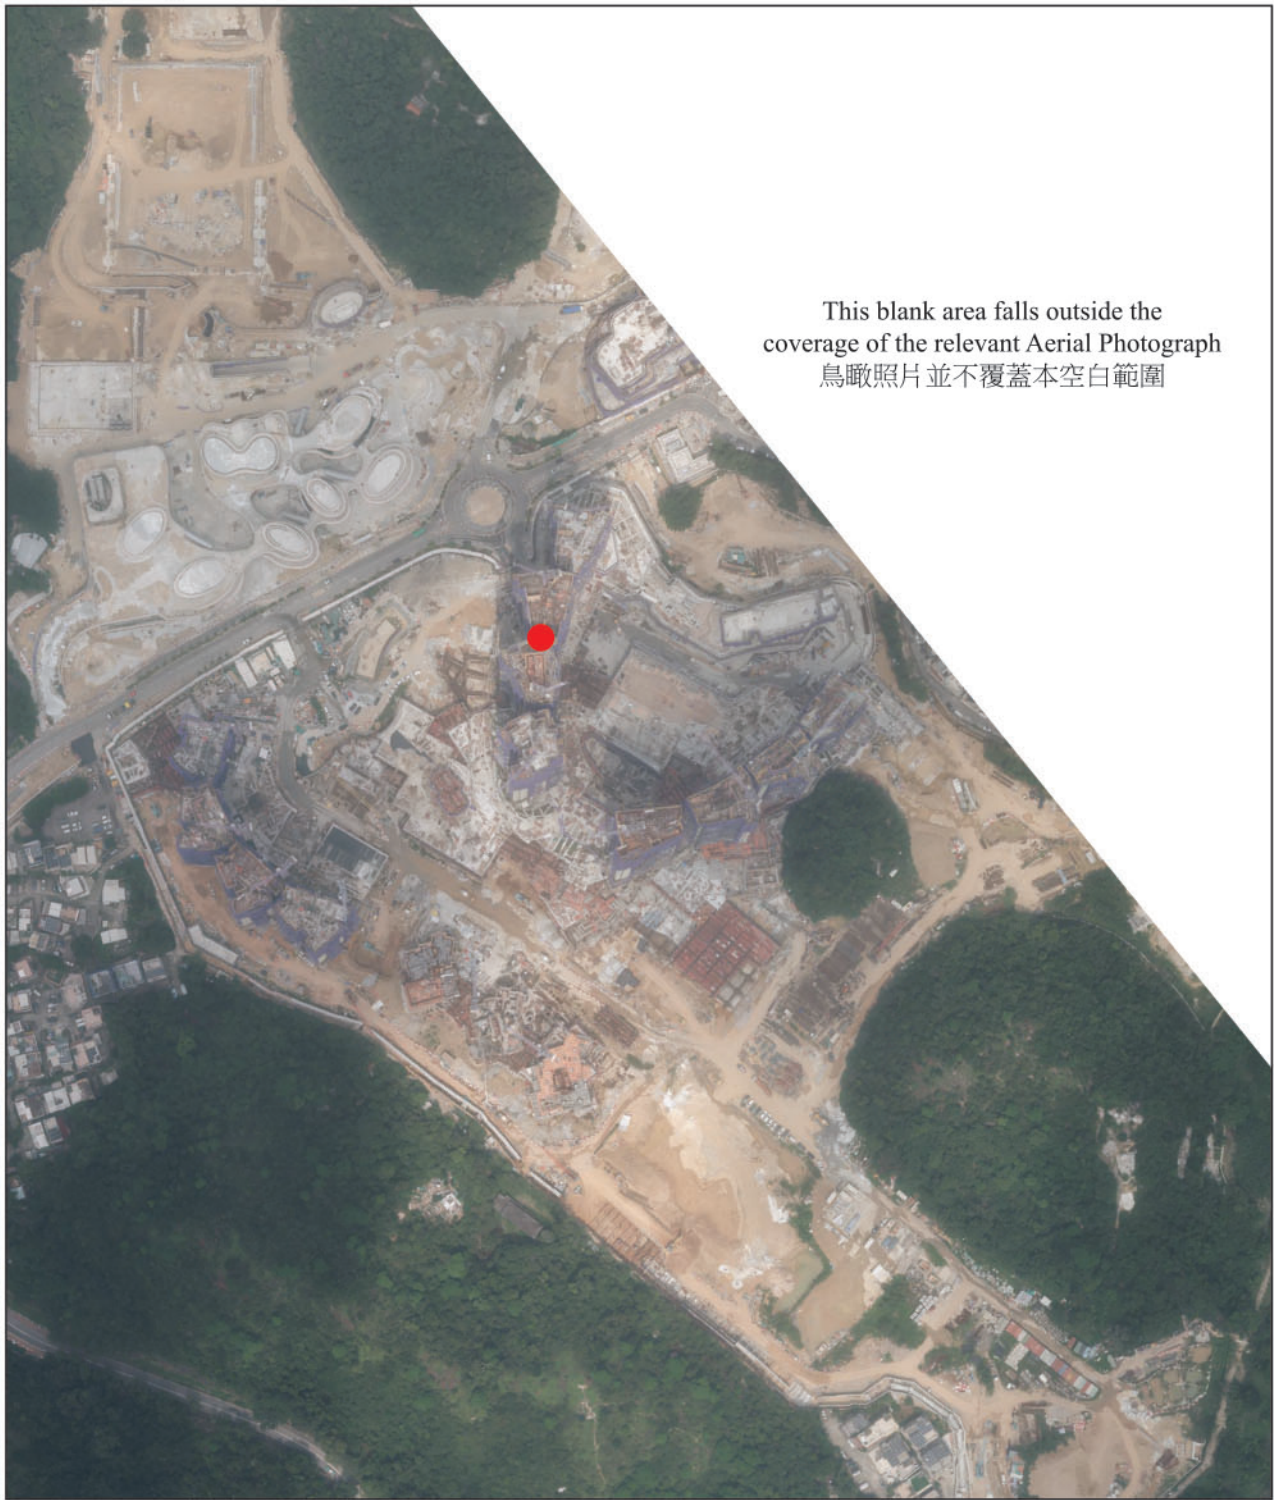 This blank area falls outside the
coverage of the relevant Aerial Photograph
鳥瞰照片並不覆蓋本空白範圍